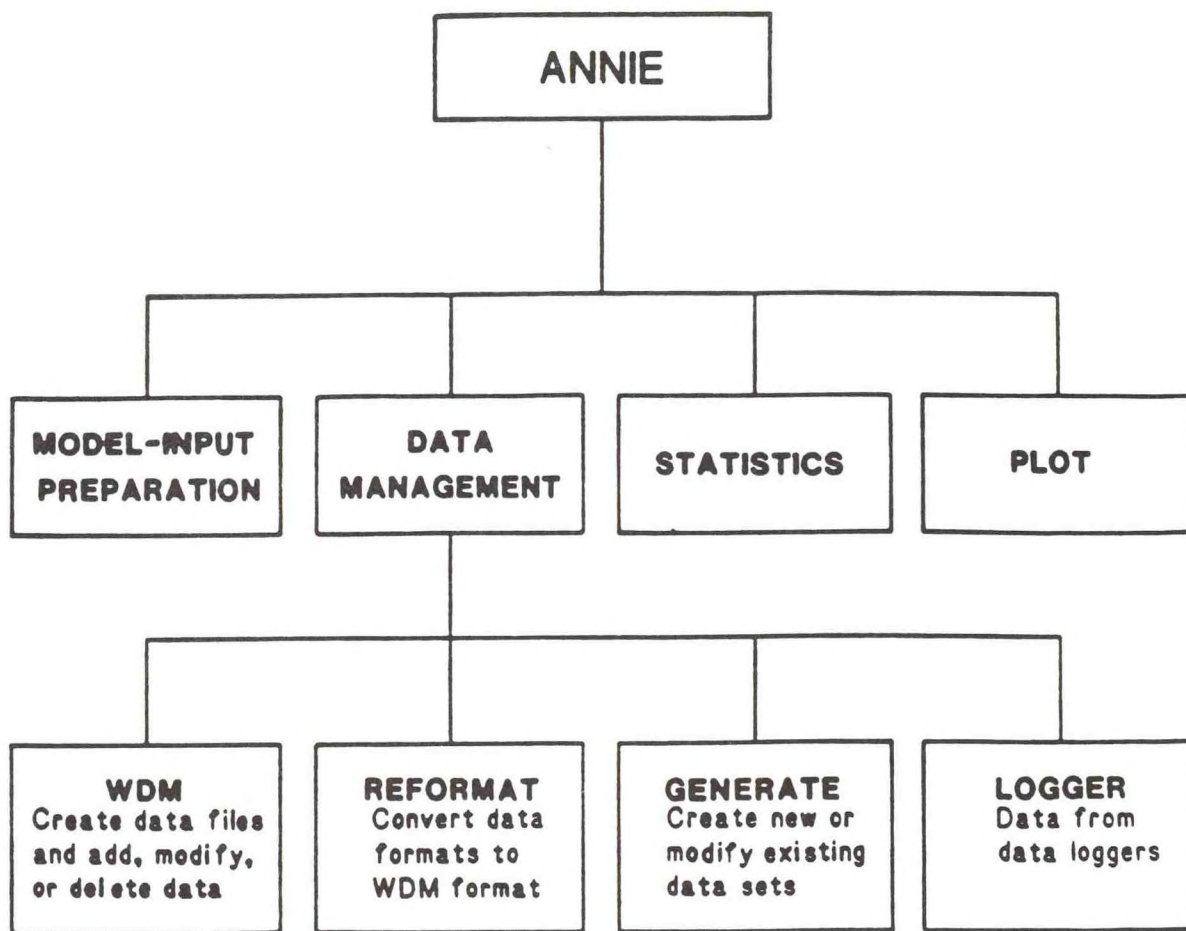 ANNIE
MODEL-INPUT
PREPARATION
DATA
MANAGEMENT
STATISTICS
PLOT
WDM
Create data files
and add, modify,
or delete data
REFORMAT
Convert data
formats to
WDM format
GENERATE
Create new or
modify existing
data sets
LOGGER
Data from
data loggers